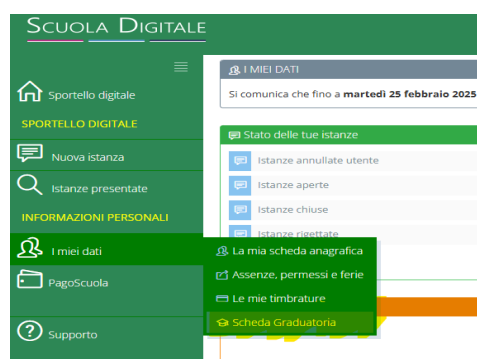 SCUOLA DIGITALE
Sportello digitale
SPORTELLO DIGITALE
Nuova istanza
Istanze presentate
INFORMAZIONI PERSONALI
I miei dati
PagoScuola
Supporto
I MIEI DATI
Si comunica che fino a martedì 25 febbraio 2025
Stato delle tue istanze
Istanze annullate utente
Istanze aperte
Istanze chiuse
Istanze rigettate
La mia scheda anagrafica
Assenze, permessi e ferie
Le mie timbrature
Scheda Graduatoria